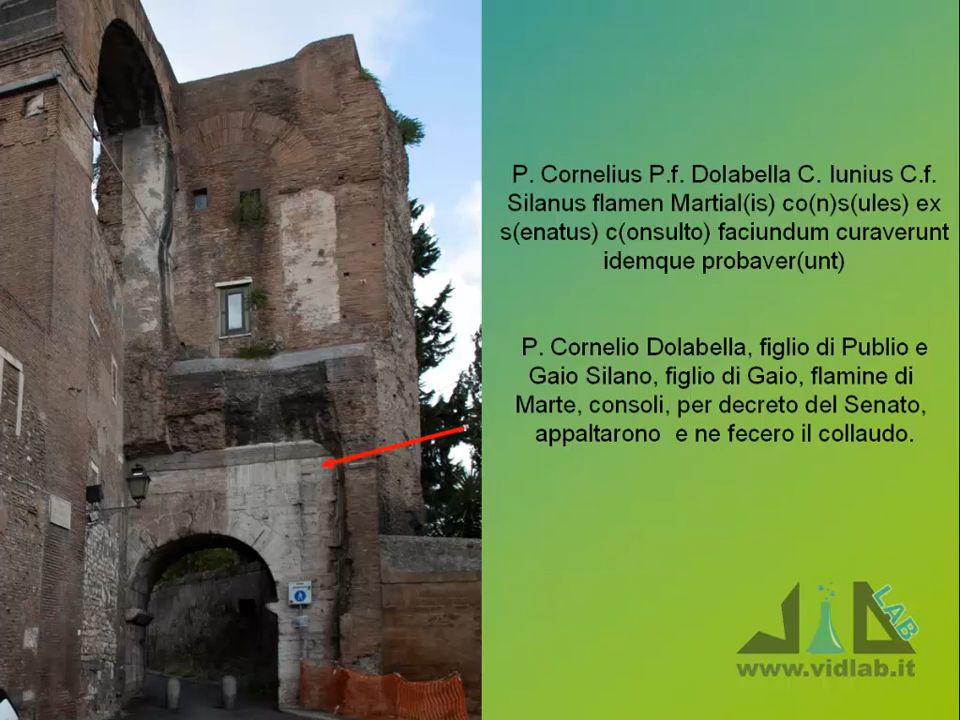 P. Cornelius P.f. Dolabella C. Iunius C.f.
Silanus flamen Martial(is) co(n)s(ules) ex
s(enatus) c(onsulto) faciundum curaverunt
idemque probaver(unt)
P. Cornelio Dolabella, figlio di Publio e
Gaio Silano, figlio di Gaio, flamine di
Marte, consoli, per decreto del Senato,
appaltarono e ne fecero il collaudo.
LAB
www.vidlab.it